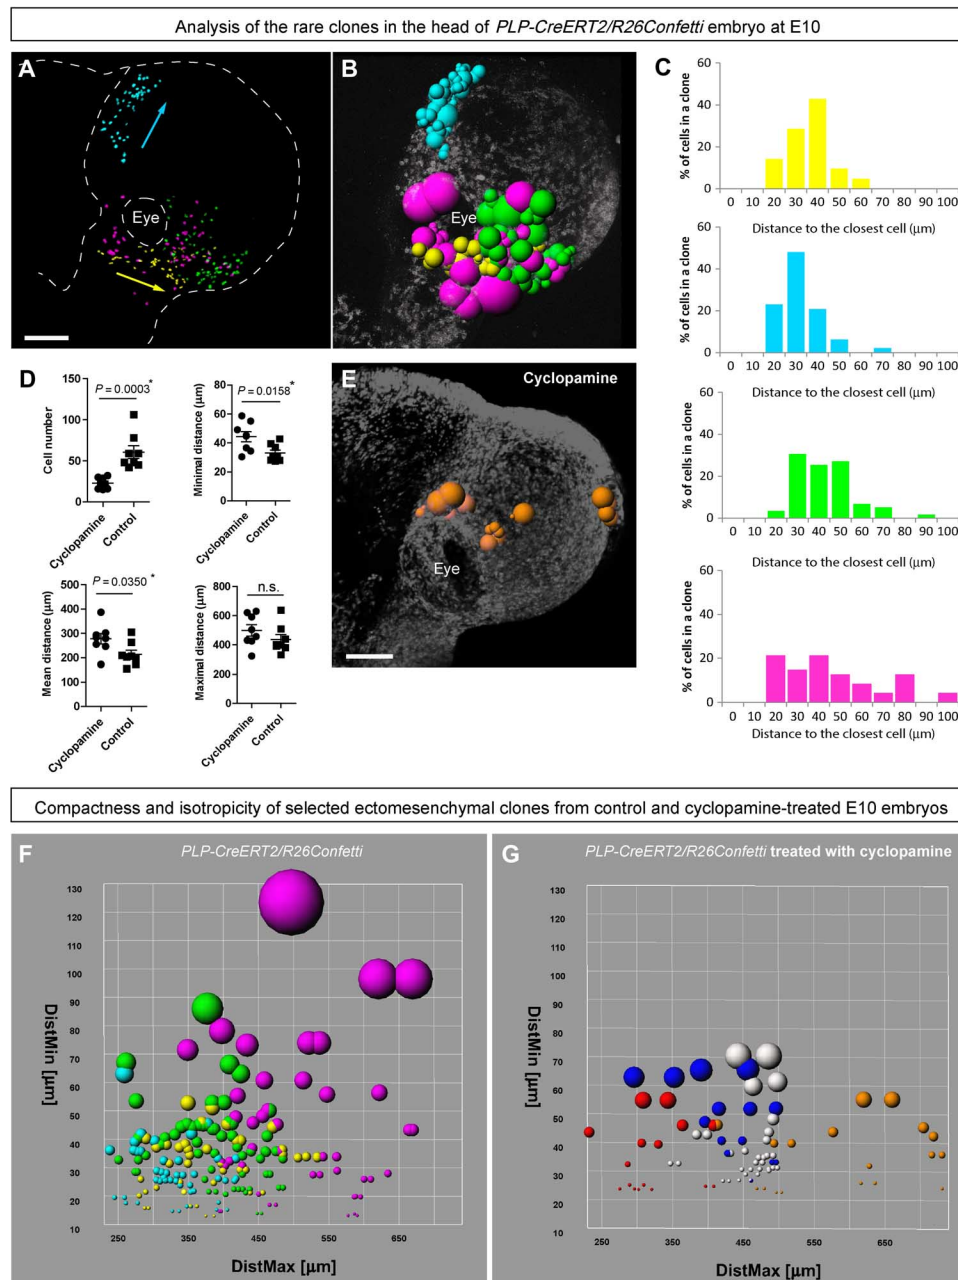 Analysis of the rare clones in the head of PLP-CreERT2/R26Confetti embryo at E10
A
Eye
B
Eye
C
% of cells in a clone
60
40
20
0
0 10 20 30 40 50 60 70 80 90 100
Distance to the closest cell (µm)
% of cells in a clone
60
40
20
0
0 10 20 30 40 50 60 70 80 90 100
Distance to the closest cell (µm)
% of cells in a clone
60
40
20
0
0 10 20 30 40 50 60 70 80 90 100
Distance to the closest cell (µm)
% of cells in a clone
60
40
20
0
0 10 20 30 40 50 60 70 80 90 100
Distance to the closest cell (µm)
D
Cell number
150
100
50
0
P = 0.0003*
Cyclopamine
Control
Minimal distance (µm)
80
60
40
20
0
P = 0.0158*
Cyclopamine
Control
Mean distance (µm)
500
400
300
200
100
0
P = 0.0350 *
Cyclopamine
Control
Maximal distance (µm)
800
600
400
200
0
n.s.
Cyclopamine
Control
E
Cyclopamine
Eye
Compactness and isotropicity of selected ectomesenchymal clones from control and cyclopamine-treated E10 embryos
F
PLP-CreERT2/R26Confetti
130
120
110
100
90
80
70
60
50
40
30
20
10
DistMin [µm]
250 350 450 550 650
DistMax [µm]
G
PLP-CreERT2/R26Confetti treated with cyclopamine
130
120
110
100
90
80
70
60
50
40
30
20
10
DistMin [µm]
250 350 450 550 650
DistMax [µm]